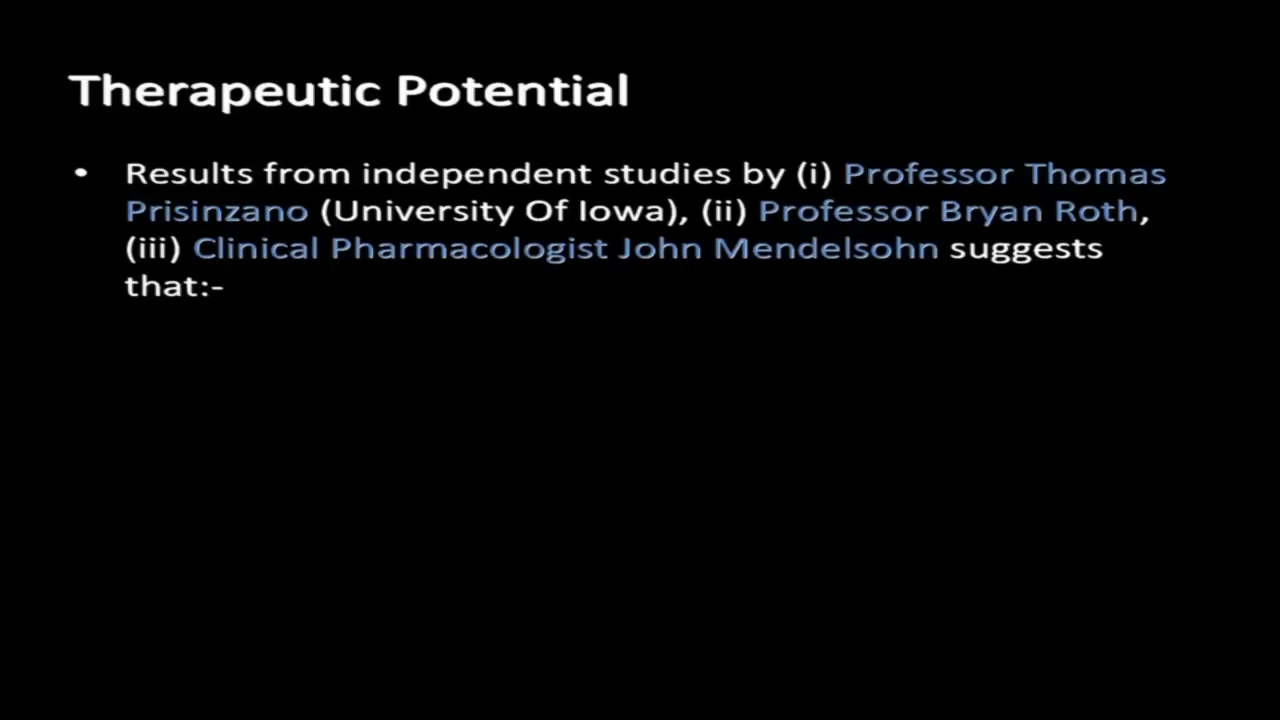 Therapeutic Potential
• Results from independent studies by (i) Professor Thomas
Prisinzano (University Of Iowa), (ii) Professor Bryan Roth,
(iii) Clinical Pharmacologist John Mendelsohn suggests
that:-